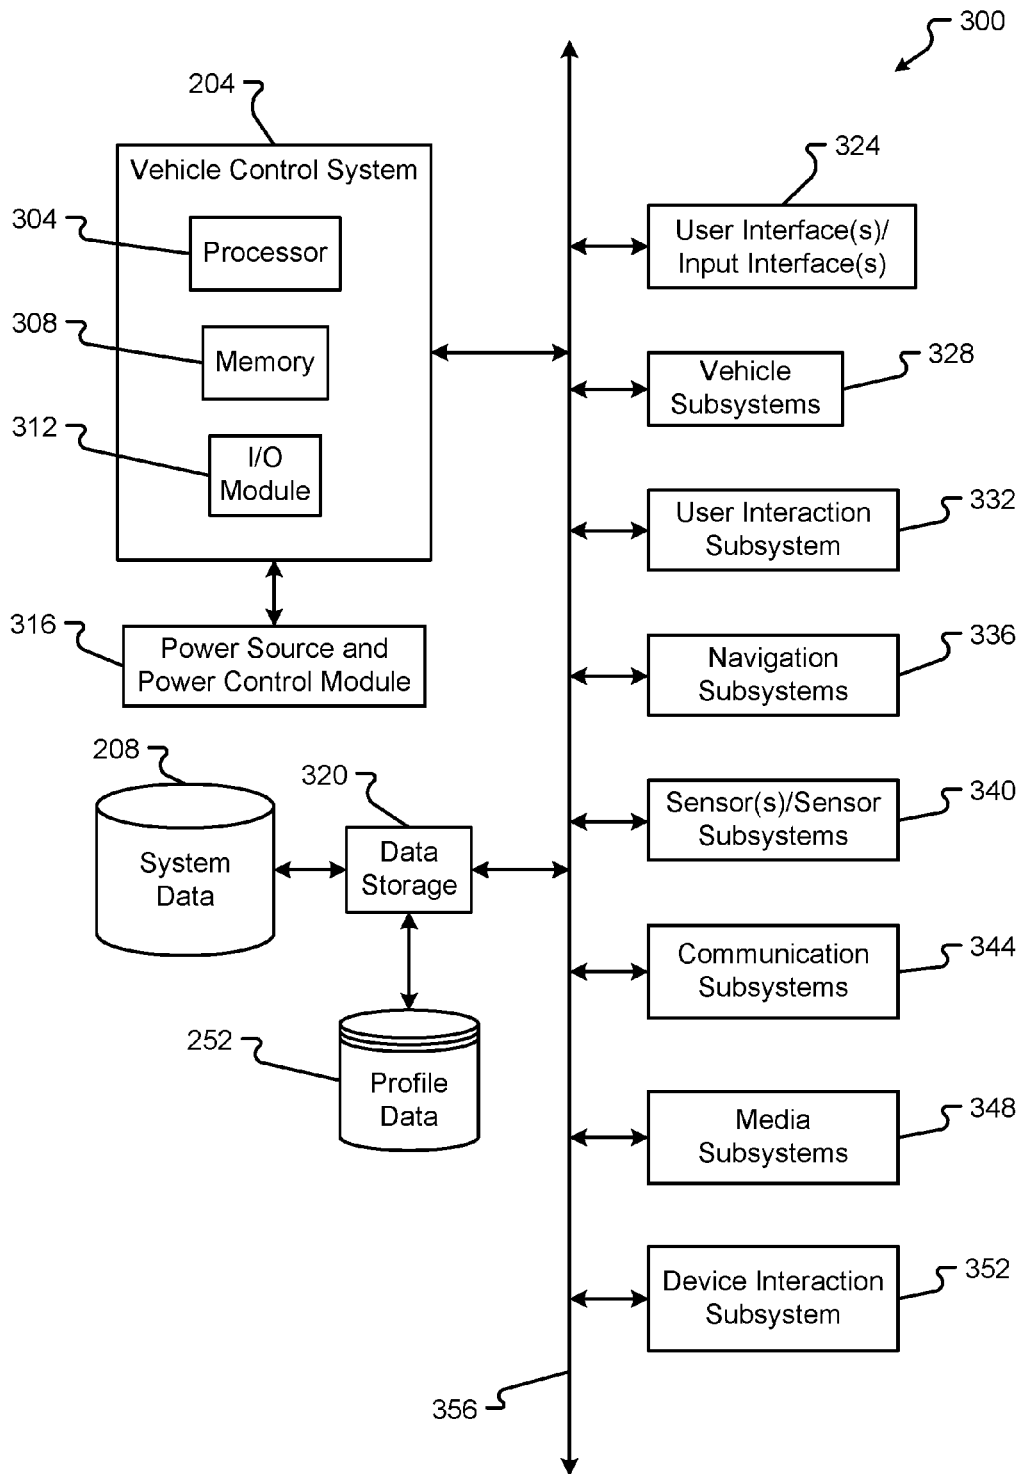 300
204
Vehicle Control System
304
Processor
308
Memory
312
I/O
Module
316
Power Source and
Power Control Module
208
System
Data
320
Data
Storage
252
Profile
Data
324
User Interface(s)/
Input Interface(s)
328
Vehicle
Subsystems
332
User Interaction
Subsystem
336
Navigation
Subsystems
340
Sensor(s)/Sensor
Subsystems
344
Communication
Subsystems
348
Media
Subsystems
352
Device Interaction
Subsystem
356